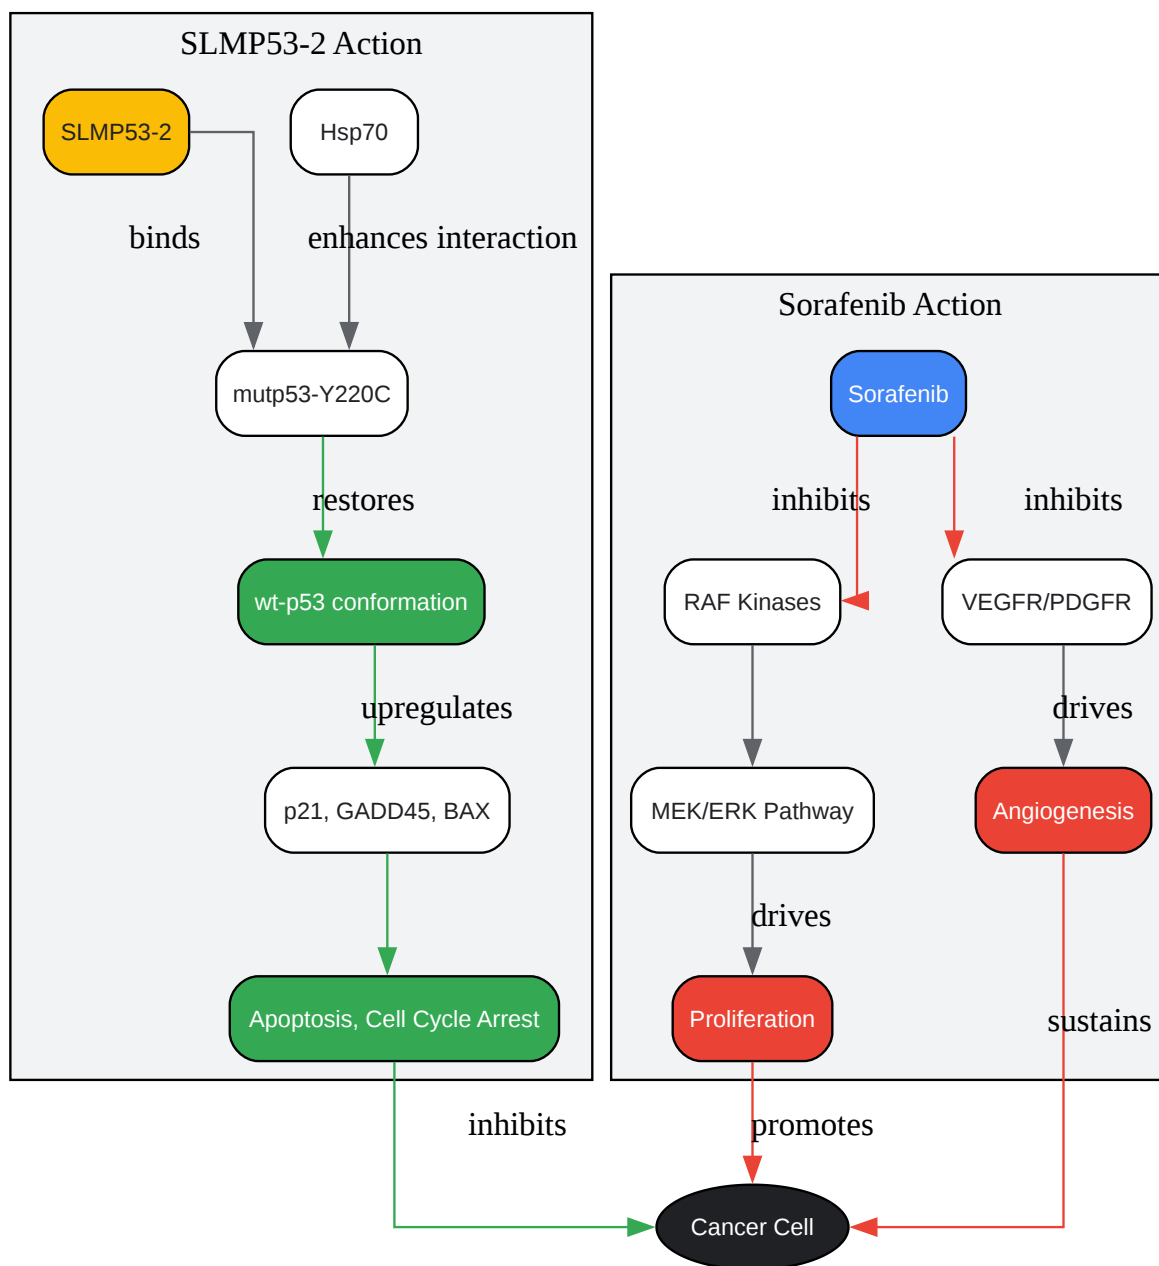 SLMP53-2 Action
SLMP53-2
Hsp70
binds
enhances interaction
mutp53-Y220C
restores
wt-p53 conformation
upregulates
p21, GADD45, BAX
Apoptosis, Cell Cycle Arrest
inhibits
Sorafenib Action
Sorafenib
inhibits
inhibits
RAF Kinases
VEGFR/PDGFR
drives
MEK/ERK Pathway
Angiogenesis
drives
Proliferation
sustains
promotes
Cancer Cell